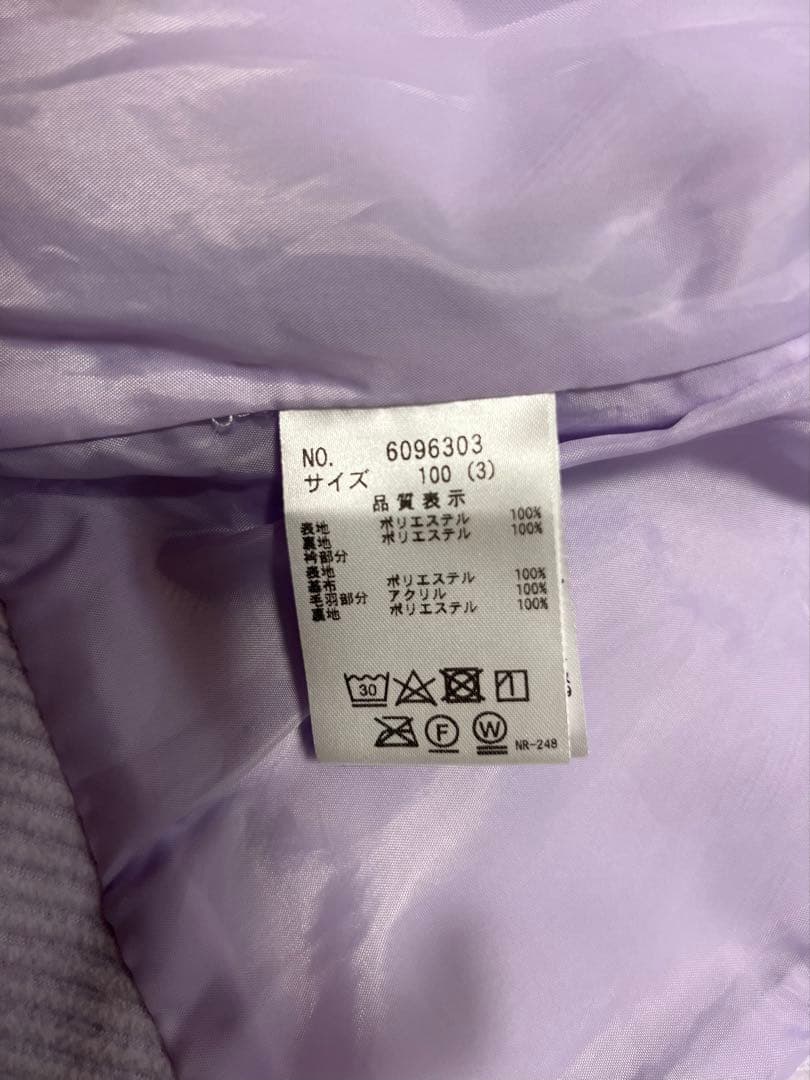 NO. 6096303
サイズ 100 (3)
品質表示
表地 ポリエステル 100%
裏地 ポリエステル 100%
衿部分
表地
基布 ポリエステル 100%
毛羽部分 アクリル 100%
裏地 ポリエステル 100%
30
F W NR-248